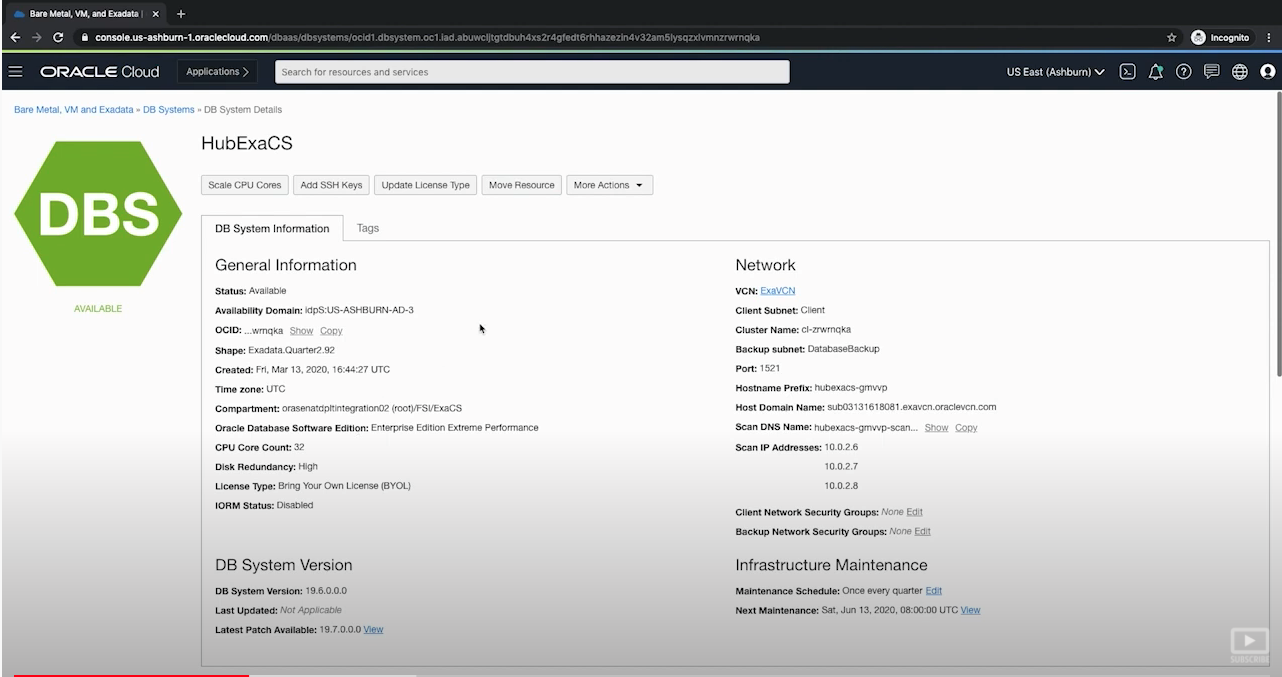 Bare Metal, VM, and Exadata |
console.us-ashburn-1.oraclecloud.com/dbaas/dbsystems/ocid1.dbsystem.oc1.iad.abuwcljtgtdbuh4xs2r4gfedt6rhhazezin4v32am5lysqzxlvmnzrwrnqka
Incognito
ORACLE Cloud
Applications
Search for resources and services
US East (Ashburn)
Bare Metal, VM and Exadata » DB Systems » DB System Details
DBS
AVAILABLE
HubExaCS
Scale CPU Cores
Add SSH Keys
Update License Type
Move Resource
More Actions
DB System Information
Tags
General Information
Status: Available
Availability Domain: idpS:US-ASHBURN-AD-3
OCID: ...wrnqka Show Copy
Shape: Exadata.Quarter2.92
Created: Fri, Mar 13, 2020, 16:44:27 UTC
Time zone: UTC
Compartment: orasenatdpltintegration02 (root)/FSI/ExaCS
Oracle Database Software Edition: Enterprise Edition Extreme Performance
CPU Core Count: 32
Disk Redundancy: High
License Type: Bring Your Own License (BYOL)
IORM Status: Disabled
DB System Version
DB System Version: 19.6.0.0.0
Last Updated: Not Applicable
Latest Patch Available: 19.7.0.0.0 View
Network
VCN: ExaVCN
Client Subnet: Client
Cluster Name: cl-zrwrnqka
Backup subnet: DatabaseBackup
Port: 1521
Hostname Prefix: hubexacs-gmvvp
Host Domain Name: sub03131618081.exavcn.oraclevcn.com
Scan DNS Name: hubexacs-gmvvp-scan... Show Copy
Scan IP Addresses: 10.0.2.6
10.0.2.7
10.0.2.8
Client Network Security Groups: None Edit
Backup Network Security Groups: None Edit
Infrastructure Maintenance
Maintenance Schedule: Once every quarter Edit
Next Maintenance: Sat, Jun 13, 2020, 08:00:00 UTC View
SUBSCRIBE